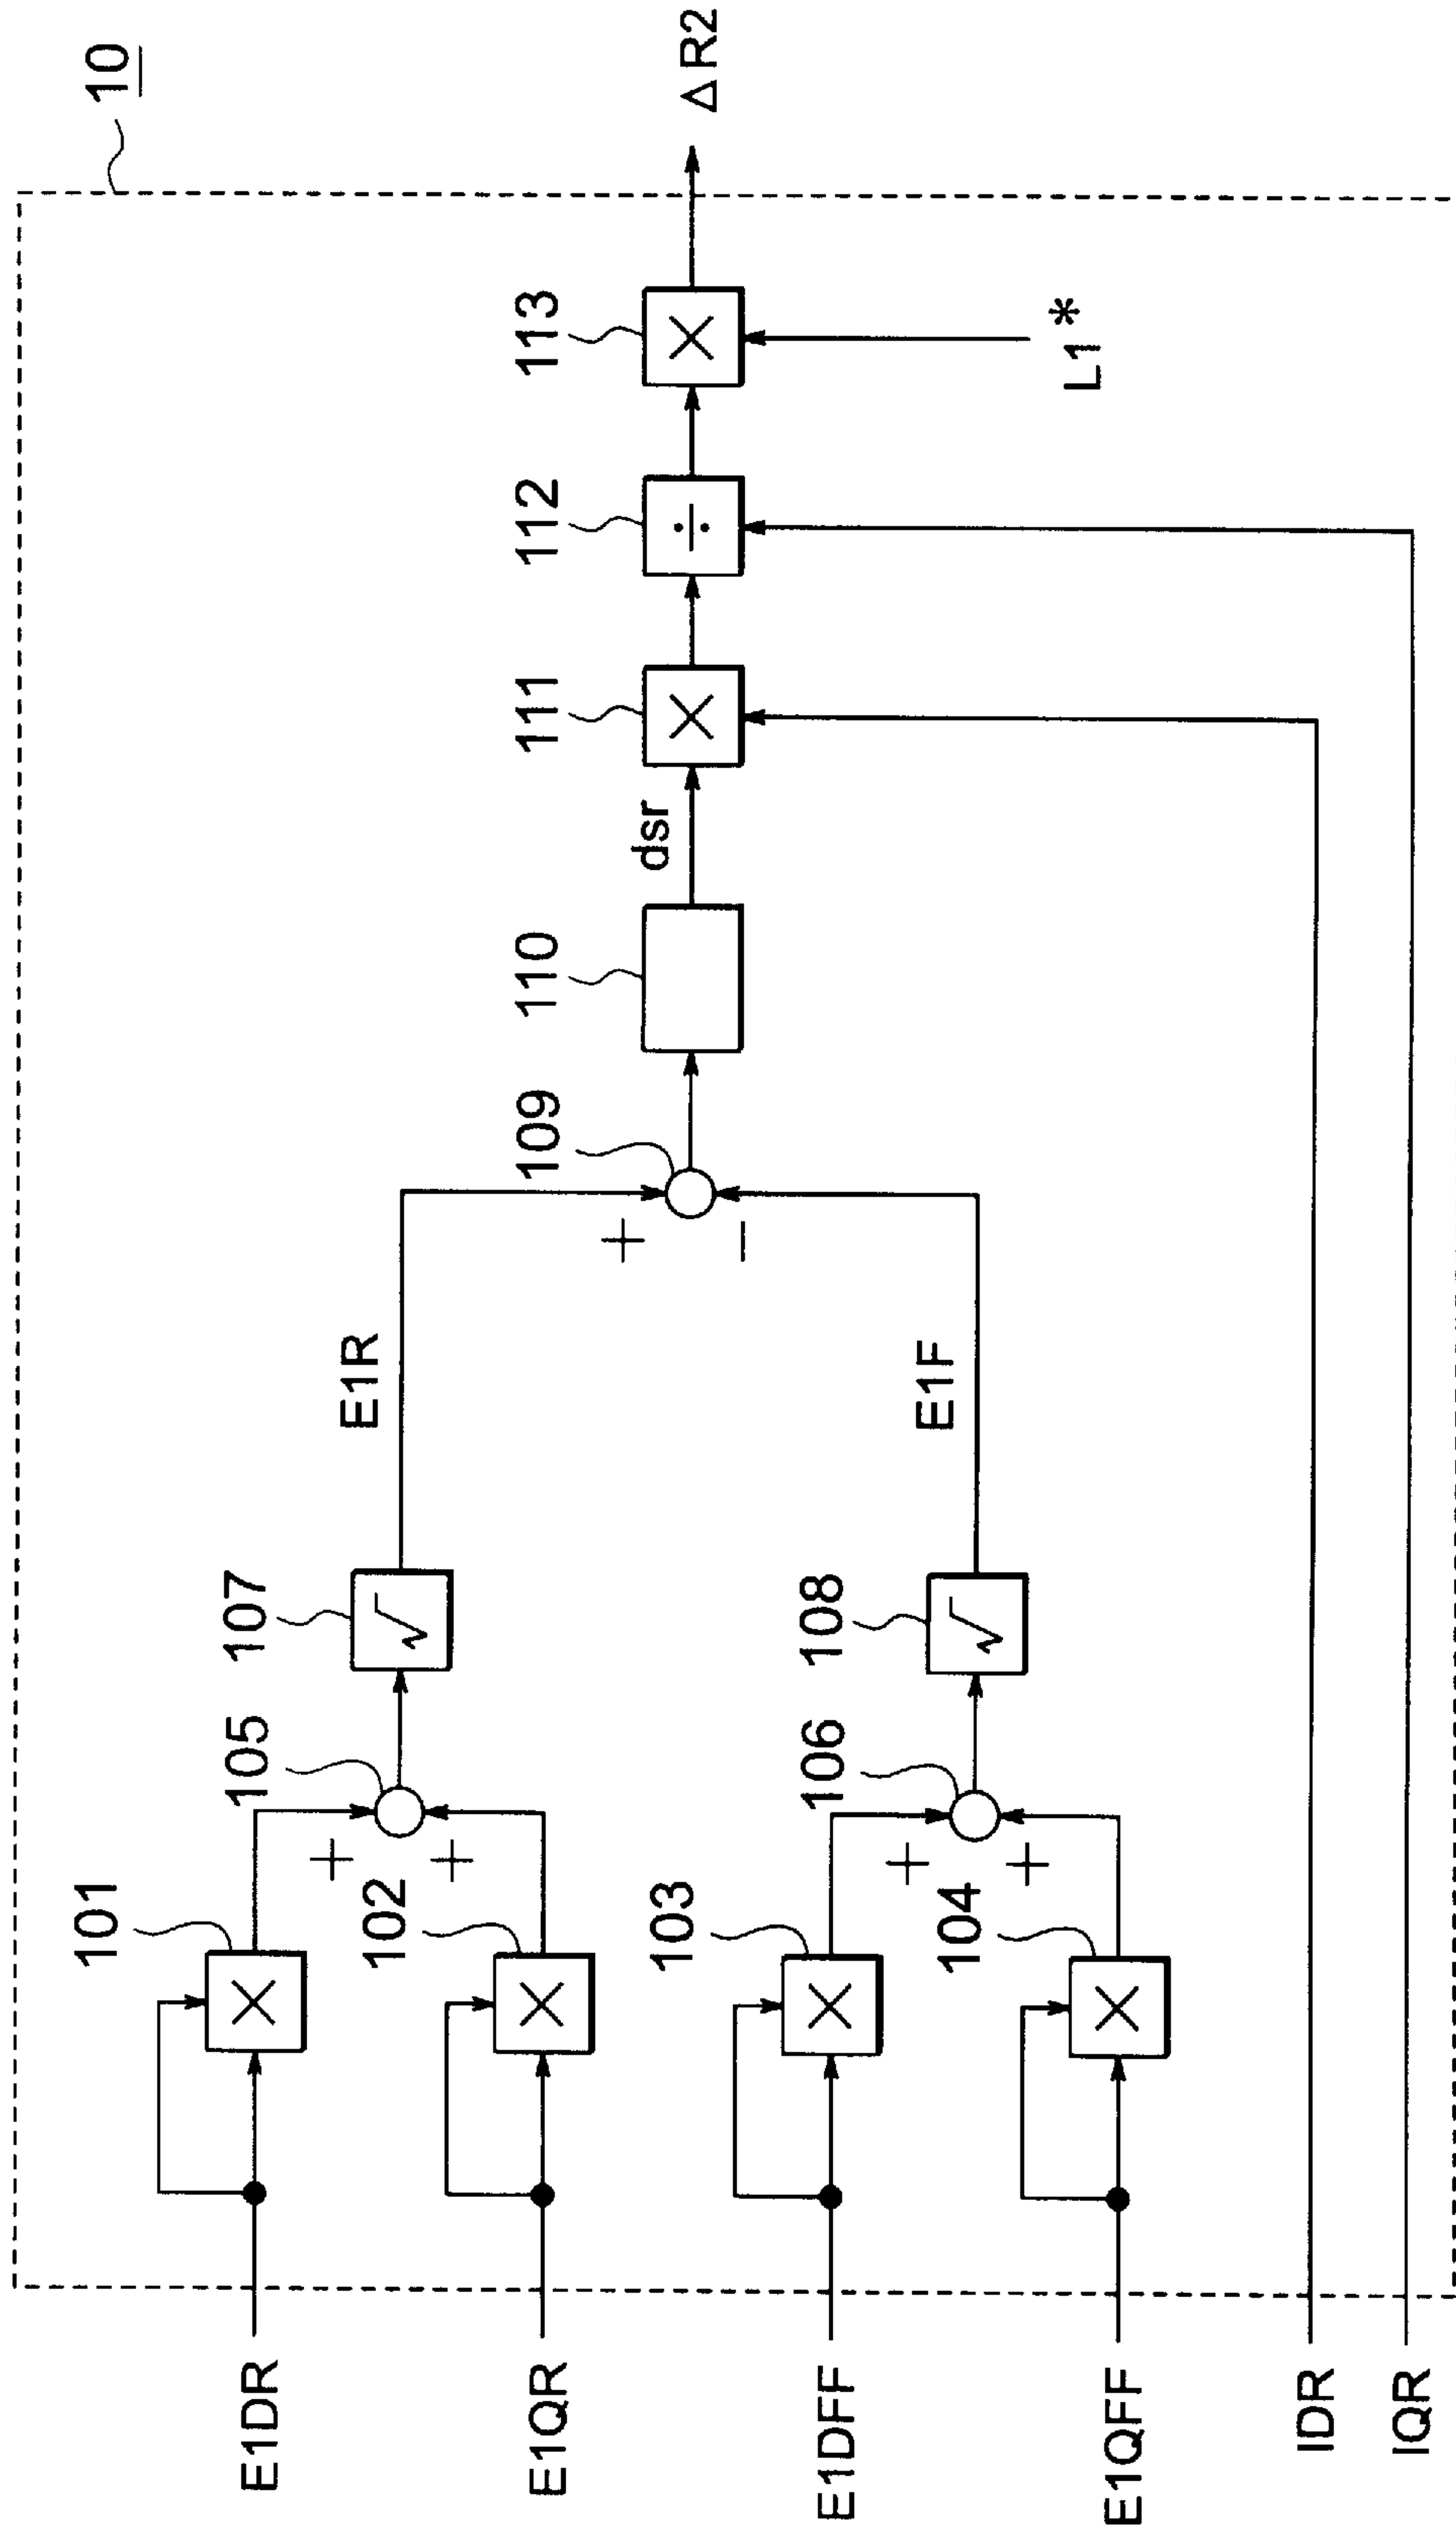 10
E1DR
E1QR
E1DFF
E1QFF
IDR
IQR
101
×
102
×
103
×
104
×
105
+
+
106
+
+
107
√
108
√
E1R
E1F
109
+
−
110
dsr
111
×
112
÷
113
×
L1*
Δ R2